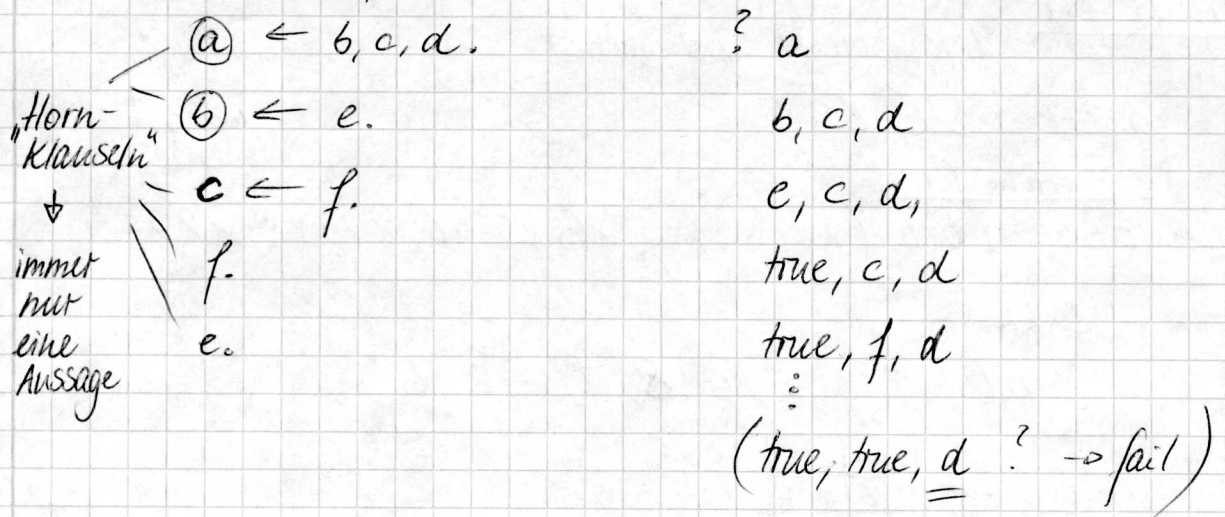 a ← b, c, d.
b ← e.
c ← f.
f.
e.
„Horn-
Klauseln“
↓
immer
nur
eine
Aussage
? a
b, c, d
e, c, d,
true, c, d
true, f, d
⋮
(true, true, d ? → fail)